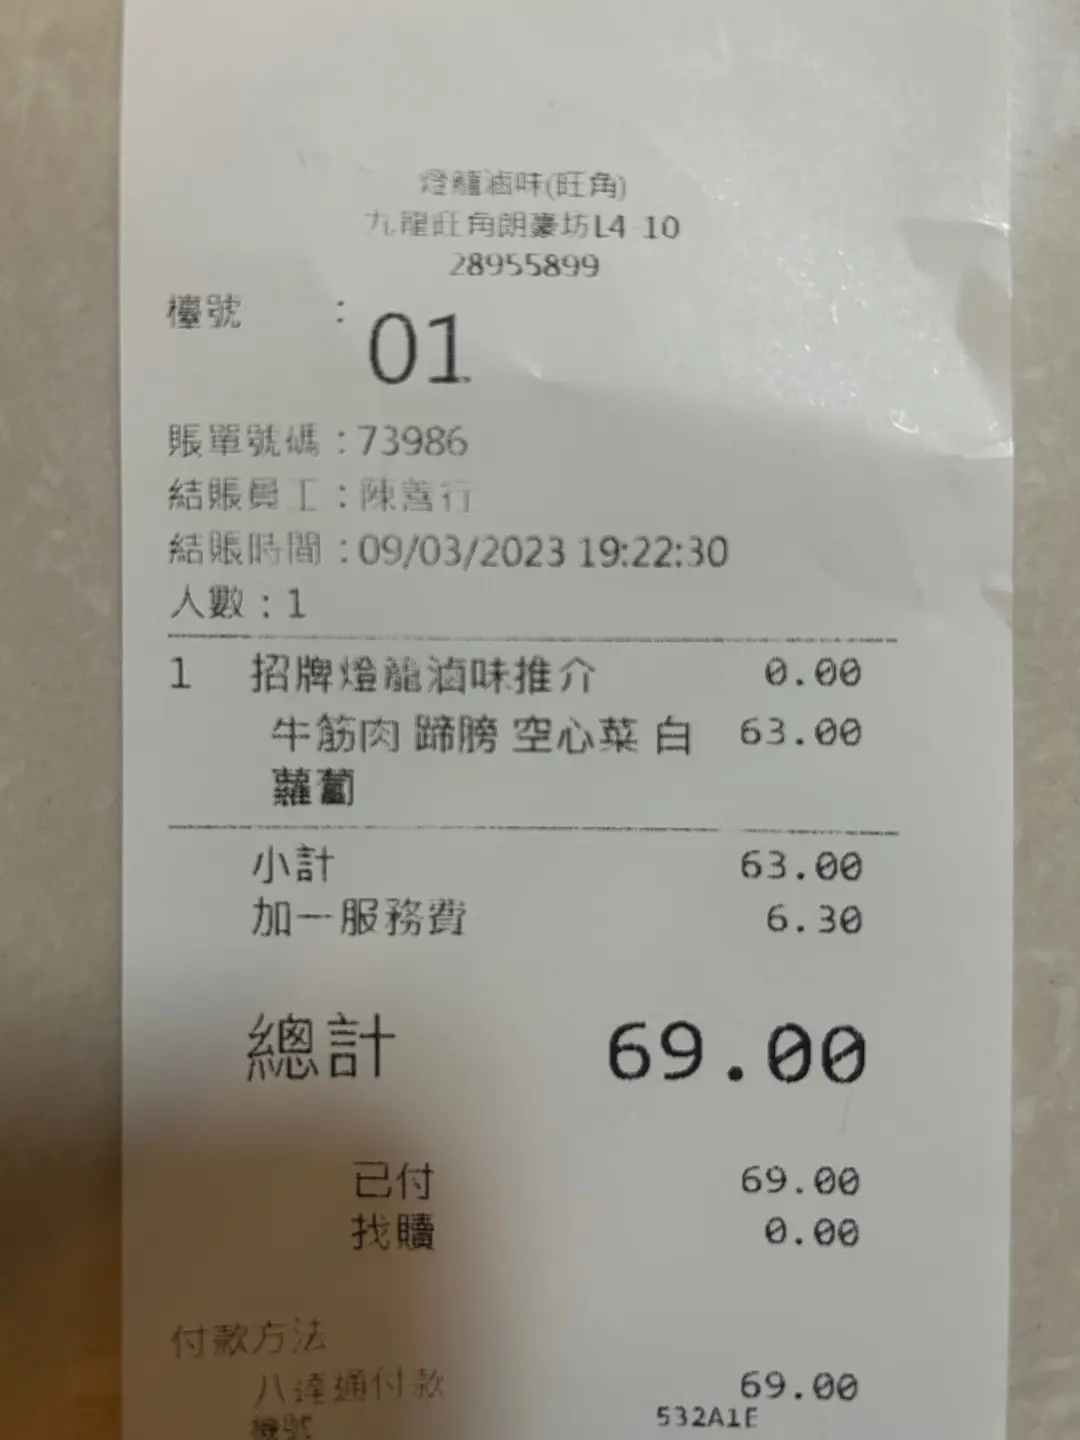 燈籠滷味(旺角)
九龍旺角朗豪坊L4-10
28955899
檯號 : 01
賬單號碼 : 73986
結賬員工 : 陳善行
結賬時間 : 09/03/2023 19:22:30
人數 : 1
1 招牌燈籠滷味推介 0.00
牛筋肉 蹄膀 空心菜 白 63.00
蘿蔔
小計 63.00
加一服務費 6.30
總計 69.00
已付 69.00
找贖 0.00
付款方法
八達通付款 69.00
機號 532A1E